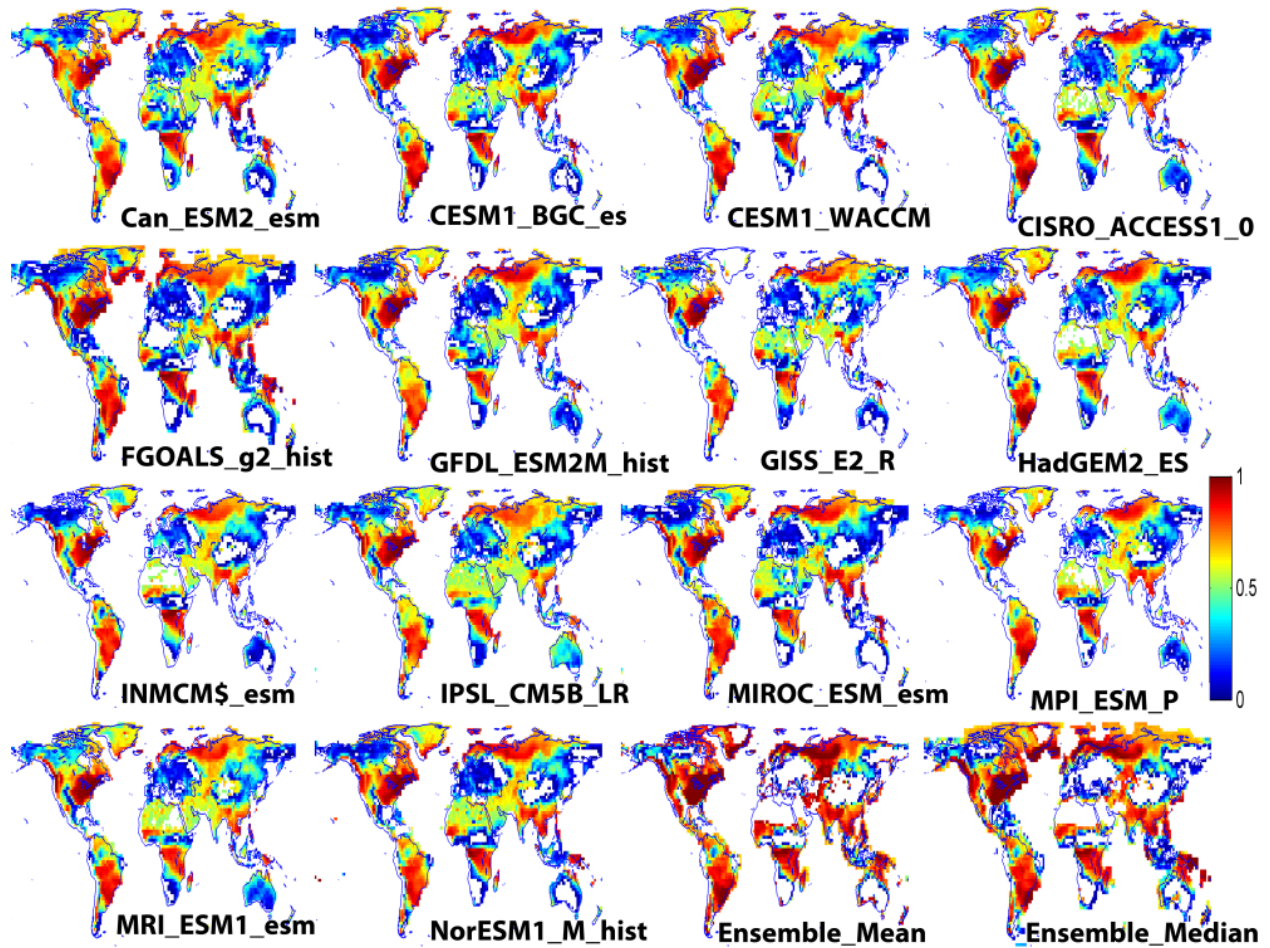 Can_ESM2_esm
CESM1_BGC_es
CESM1_WACCM
CISRO_ACCESS1_0
FGOALS_g2_hist
GFDL_ESM2M_hist
GISS_E2_R
HadGEM2_ES
1
0.5
0
INMCM$_esm
IPSL_CM5B_LR
MIROC_ESM_esm
MPI_ESM_P
MRI_ESM1_esm
NorESM1_M_hist
Ensemble_Mean
Ensemble_Median